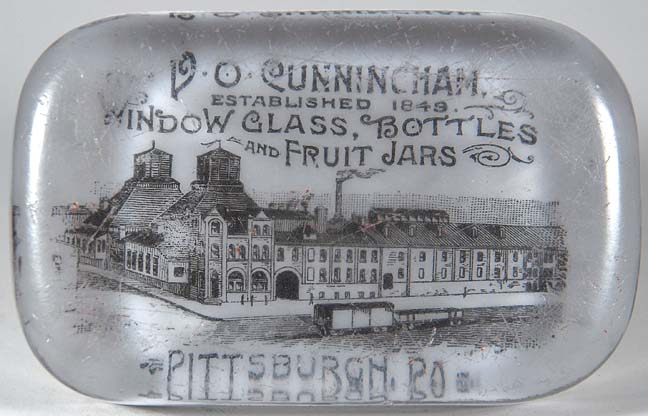 D. O. CUNNINGHAM,
ESTABLISHED 1849.
WINDOW GLASS, BOTTLES
AND FRUIT JARS
PITTSBURGH, PA